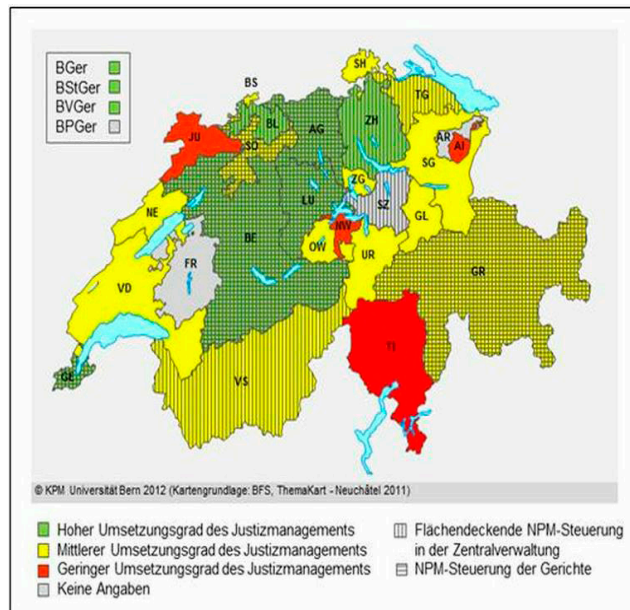 BGer
BStGer
BVGer
BPGer
SH
BS
TG
BL
ZH
JU
AG
AR
AI
SO
SG
ZG
LU
SZ
NE
GL
NW
OW
BE
FR
UR
GR
VD
TI
GE
VS
© KPM Universität Bern 2012 (Kartengrundlage: BFS, ThemaKart - Neuchâtel 2011)
Hoher Umsetzungsgrad des Justizmanagements
Mittlerer Umsetzungsgrad des Justizmanagements
Geringer Umsetzungsgrad des Justizmanagements
Keine Angaben
Flächendeckende NPM-Steuerung
in der Zentralverwaltung
NPM-Steuerung der Gerichte